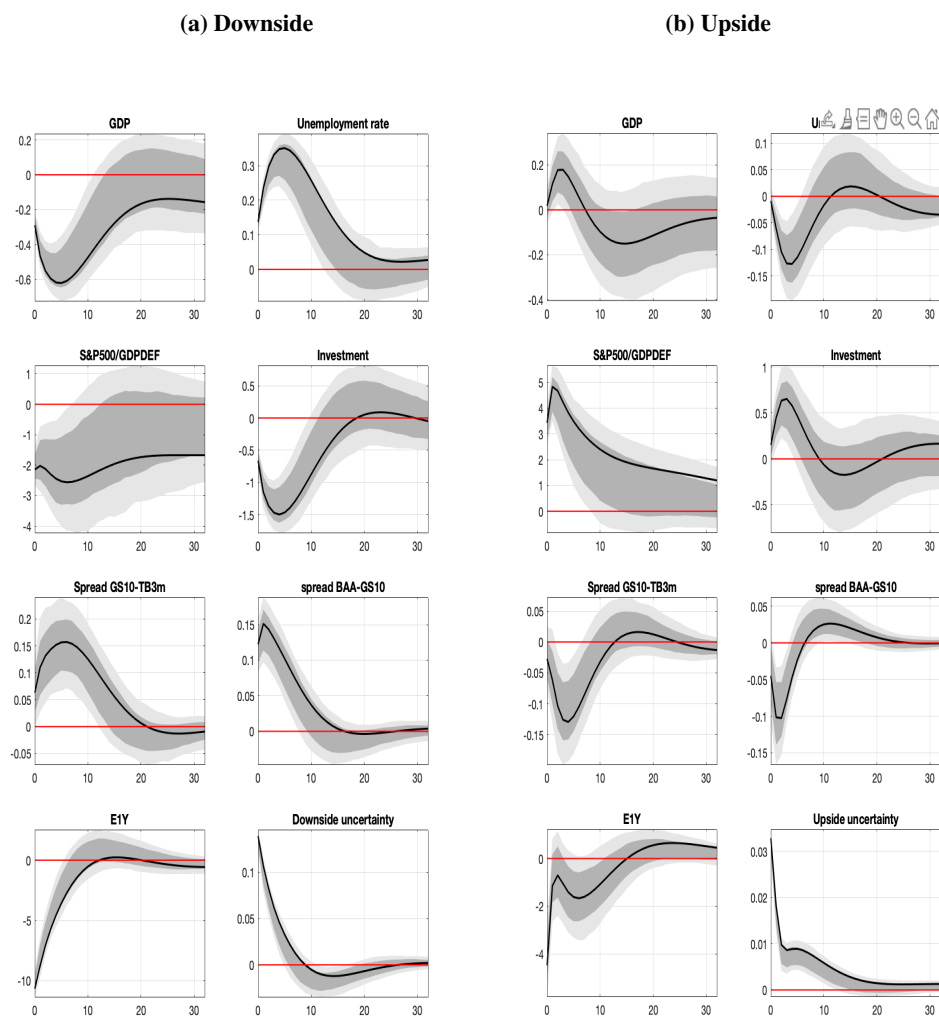 (a) Downside
(b) Upside
GDP
0.2
0
-0.2
-0.4
-0.6
0 10 20 30
Unemployment rate
0.3
0.2
0.1
0
0 10 20 30
GDP
0.2
0
-0.2
-0.4
0 10 20 30
0.1
0.05
0
-0.05
-0.1
-0.15
0 10 20 30
S&P500/GDPDEF
1
0
-1
-2
-3
-4
0 10 20 30
Investment
0.5
0
-0.5
-1
-1.5
0 10 20 30
S&P500/GDPDEF
5
4
3
2
1
0
0 10 20 30
Investment
1
0.5
0
-0.5
0 10 20 30
Spread GS10-TB3m
0.2
0.15
0.1
0.05
0
-0.05
0 10 20 30
spread BAA-GS10
0.15
0.1
0.05
0
0 10 20 30
Spread GS10-TB3m
0.05
0
-0.05
-0.1
-0.15
0 10 20 30
spread BAA-GS10
0.05
0
-0.05
-0.1
-0.15
0 10 20 30
E1Y
0
-5
-10
0 10 20 30
Downside uncertainty
0.1
0.05
0
0 10 20 30
E1Y
0
-2
-4
0 10 20 30
Upside uncertainty
0.03
0.02
0.01
0
0 10 20 30